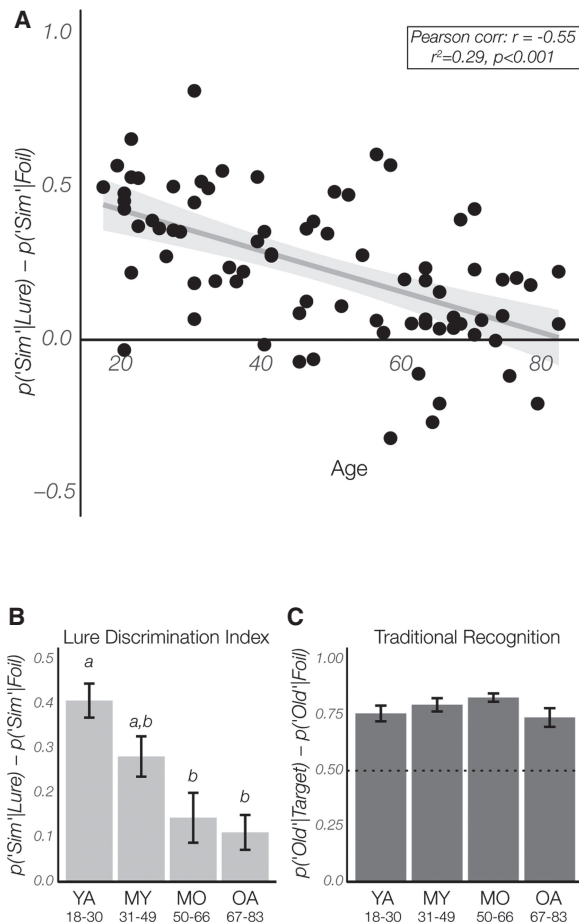 A
Pearson corr: r = -0.55
r²=0.29, p<0.001
1.0
0.5
0.0
−0.5
p('Sim'|Lure) − p('Sim'|Foil)
20 40 60 80
Age
B
Lure Discrimination Index
p('Sim'|Lure) − p('Sim'|Foil)
0.5
0.4
0.3
0.2
0.1
0.0
a
a,b
b
b
YA MY MO OA
18-30 31-49 50-66 67-83
C
Traditional Recognition
p('Old'|Target) − p('Old'|Foil)
1.00
0.75
0.50
0.25
0.0
YA MY MO OA
18-30 31-49 50-66 67-83